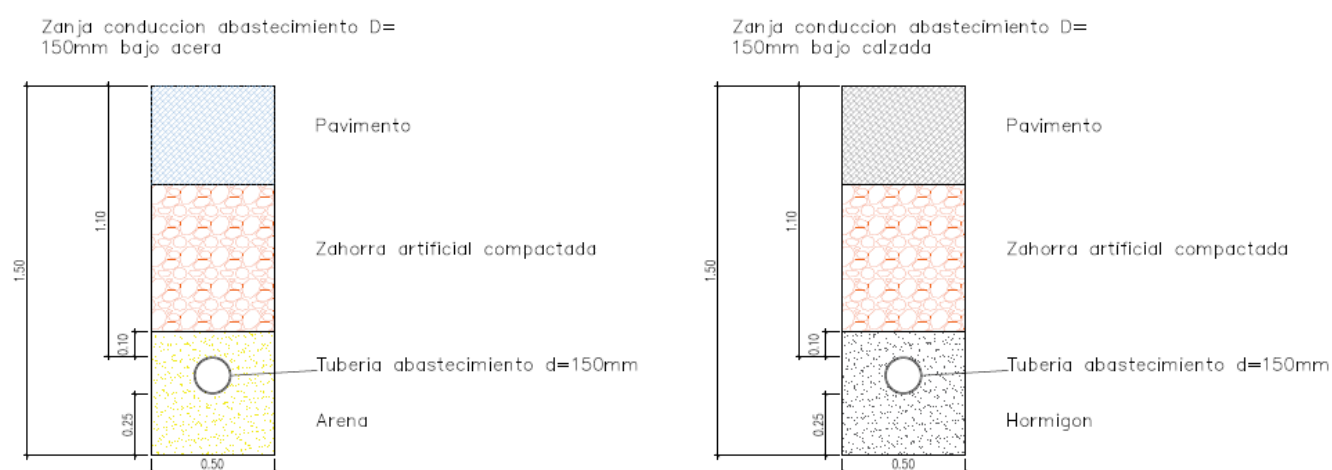 Zanja conduccion abastecimiento D=
150mm bajo acera
Pavimento
1.10
Zahorra artificial compactada
1.50
0.10
Tuberia abastecimiento d=150mm
0.25
Arena
0.50
Zanja conduccion abastecimiento D=
150mm bajo calzada
Pavimento
1.10
Zahorra artificial compactada
1.50
0.10
Tuberia abastecimiento d=150mm
0.25
Hormigon
0.50